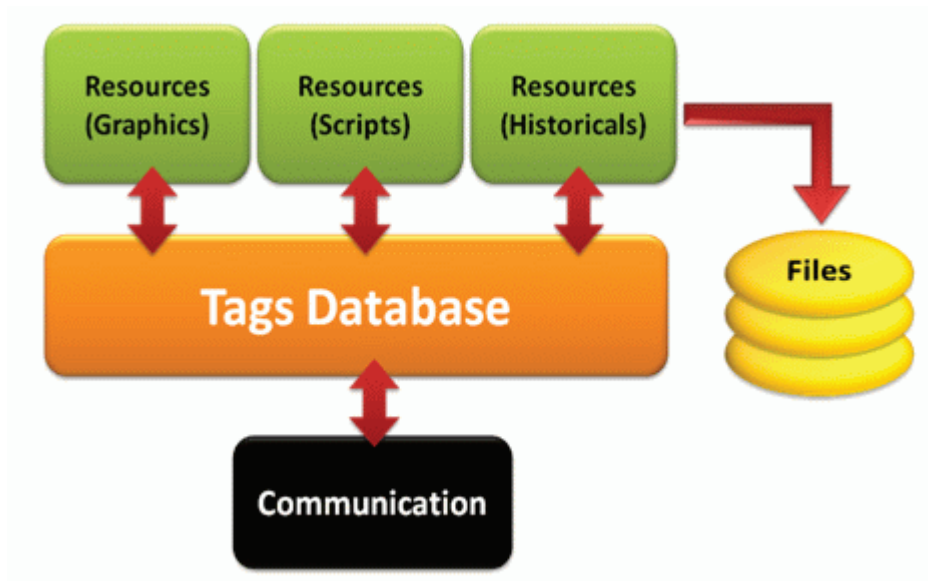 Resources
(Graphics)
Resources
(Scripts)
Resources
(Historicals)
Files
Tags Database
Communication